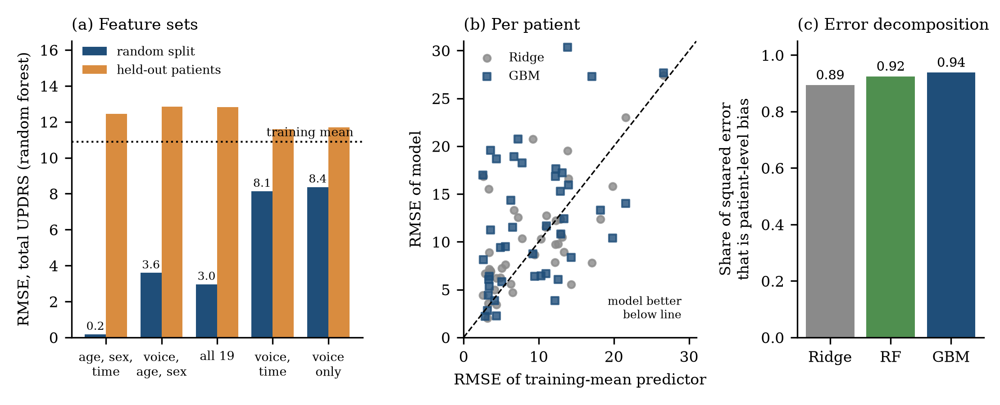 (a) Feature sets
RMSE, total UPDRS (random forest)
16
14
12
10
8
6
4
2
0
random split
held-out patients
training mean
0.2
3.6
3.0
8.1
8.4
age, sex,
time
voice,
age, sex
all 19
voice,
time
voice
only
(b) Per patient
RMSE of model
30
25
20
15
10
5
0
Ridge
GBM
model better
below line
0
10
20
30
RMSE of training-mean predictor
(c) Error decomposition
Share of squared error
that is patient-level bias
1.0
0.8
0.6
0.4
0.2
0.0
0.89
0.92
0.94
Ridge
RF
GBM